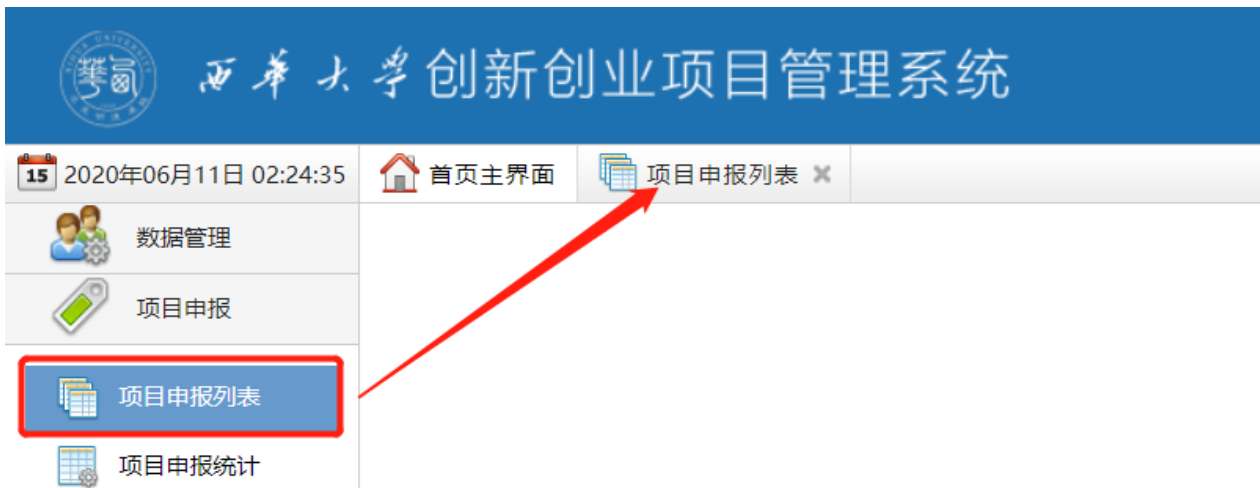 西华大学创新创业项目管理系统
15 2020年06月11日 02:24:35 首页主界面 项目申报列表
数据管理
项目申报
项目申报列表
项目申报统计